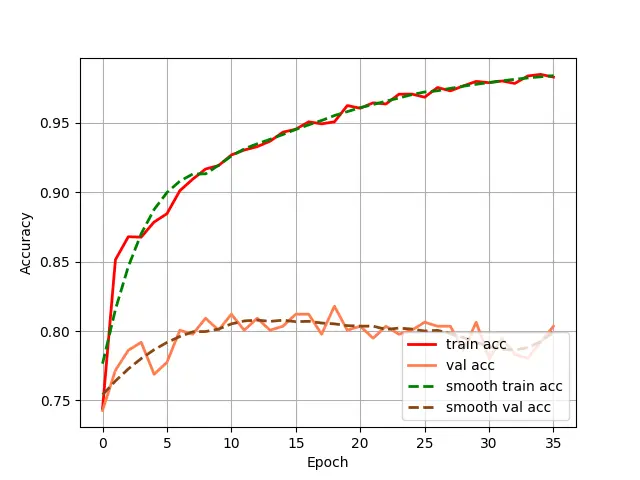 0.95
0.90
0.85
0.80
0.75
Accuracy
train acc
val acc
smooth train acc
smooth val acc
0 5 10 15 20 25 30 35
Epoch